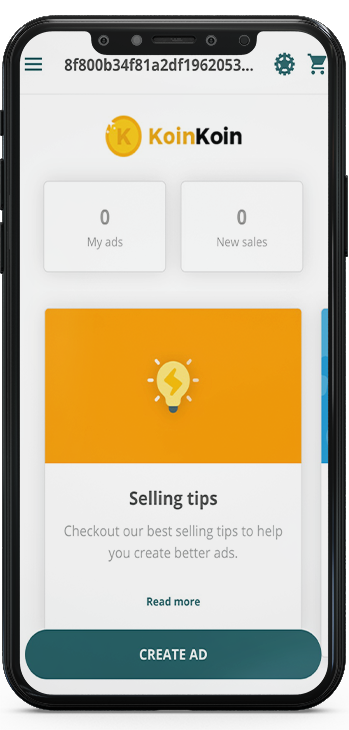 8f800b34f81a2df1962053...
K KoinKoin
0
My ads
0
New sales
Selling tips
Checkout our best selling tips to help
you create better ads.
Read more
CREATE AD